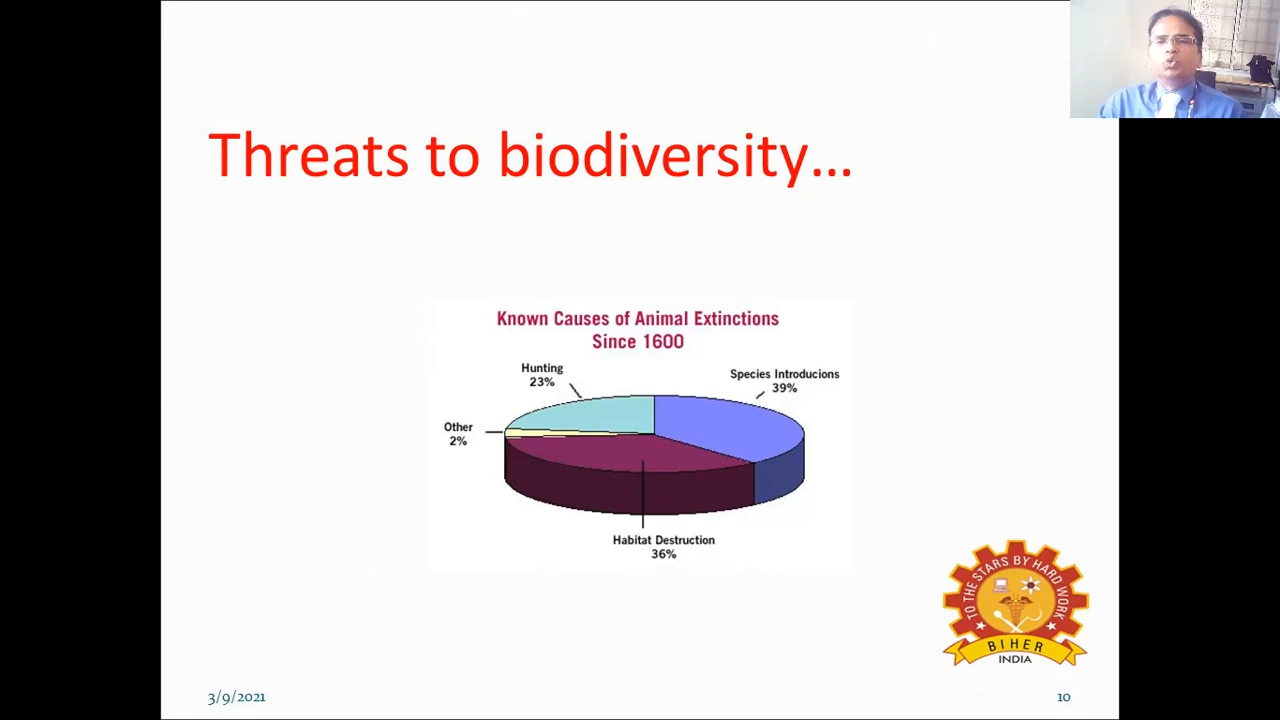 Threats to biodiversity...
Known Causes of Animal Extinctions
Since 1600
Hunting
23%
Species Introducions
39%
Other
2%
Habitat Destruction
36%
TO THE STARS BY HARD WORK
BIHER
INDIA
3/9/2021
10